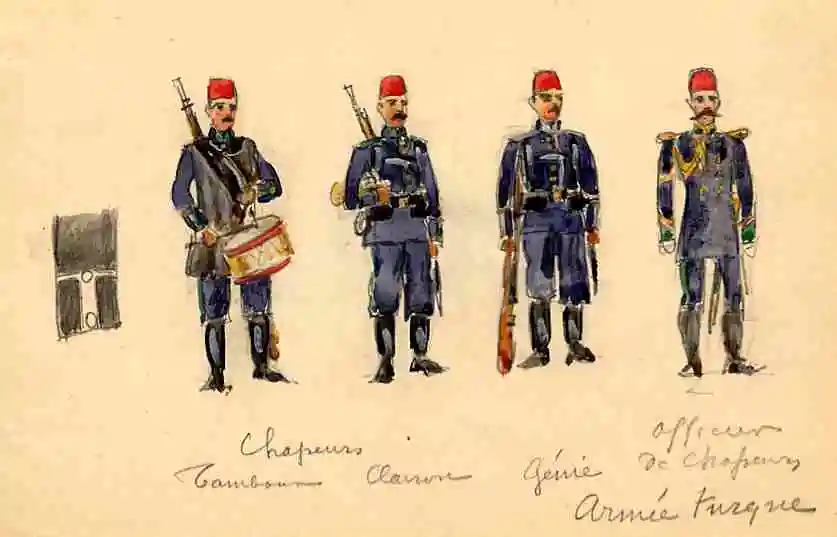 Chasseurs
Tambour Clairon Génie
officier
de Chasseurs
Armée turque